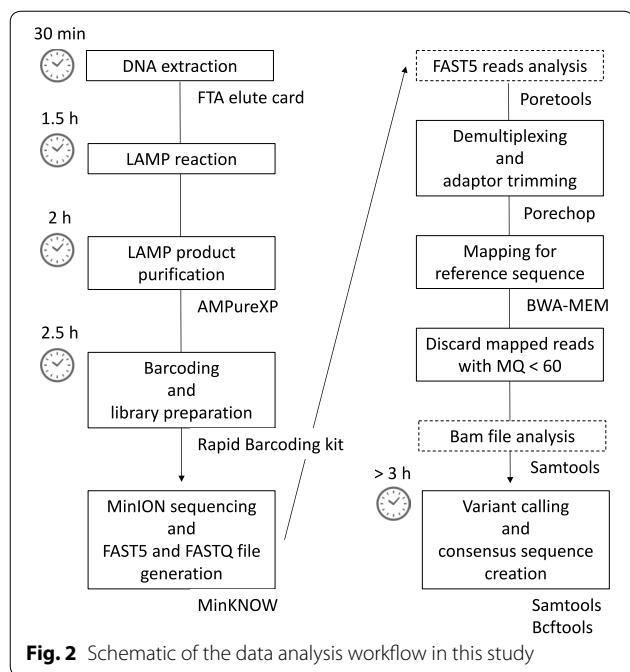 30 min
DNA extraction
FTA elute card
1.5 h
LAMP reaction
2 h
LAMP product
purification
AMPureXP
2.5 h
Barcoding
and
library preparation
Rapid Barcoding kit
MinION sequencing
and
FAST5 and FASTQ file
generation
MinKNOW
FAST5 reads analysis
Poretools
Demultiplexing
and
adaptor trimming
Porechop
Mapping for
reference sequence
BWA-MEM
Discard mapped reads
with MQ < 60
Bam file analysis
Samtools
> 3 h
Variant calling
and
consensus sequence
creation
Samtools
Bcftools
Fig. 2 Schematic of the data analysis workflow in this study